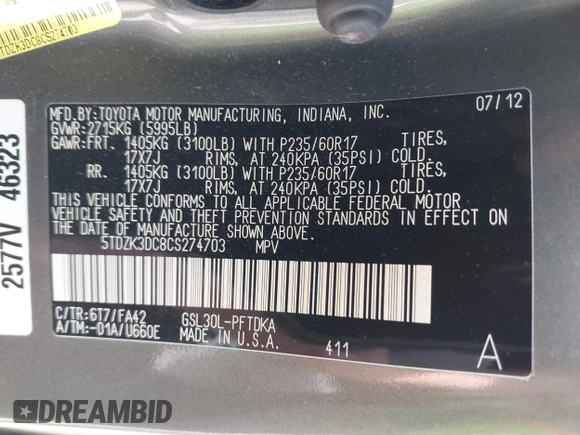 5TDZK3DC8CS274703
MFD.BY:TOYOTA MOTOR MANUFACTURING, INDIANA, INC. 07/12
GVWR:2715KG (5995LB)
GAWR:FRT. 1405KG (3100LB) WITH P235/60R17 TIRES,
17X7J RIMS, AT 240KPA (35PSI) COLD.
RR. 1405KG (3100LB) WITH P235/60R17 TIRES,
17X7J RIMS, AT 240KPA (35PSI) COLD.
THIS VEHICLE CONFORMS TO ALL APPLICABLE FEDERAL MOTOR
VEHICLE SAFETY AND THEFT PREVENTION STANDARDS IN EFFECT ON
THE DATE OF MANUFACTURE SHOWN ABOVE.
5TDZK3DC8CS274703 MPV
C/TR:6T7/FA42 GSL30L-PFTDKA
A/TM:-01A/U660E MADE IN U.S.A. 411 A
2577V 46323
DREAMBID